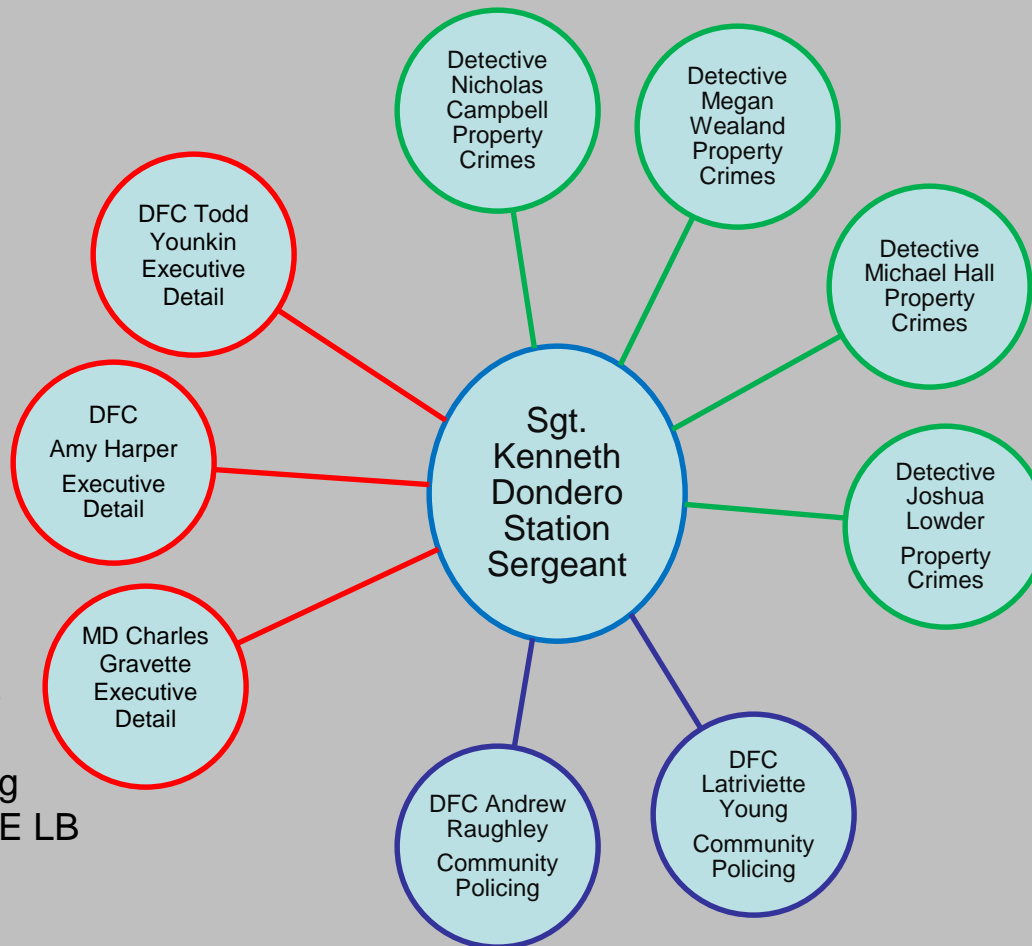 Detective
Nicholas
Campbell
Property
Crimes
Detective
Megan
Wealand
Property
Crimes
DFC Todd
Younkin
Executive
Detail
Detective
Michael Hall
Property
Crimes
DFC
Amy Harper
Executive
Detail
Sgt.
Kenneth
Dondero
Station
Sergeant
Detective
Joshua
Lowder
Property
Crimes
MD Charles
Gravette
Executive
Detail
g
E LB
DFC Andrew
Raughley
Community
Policing
DFC
Latriviette
Young
Community
Policing